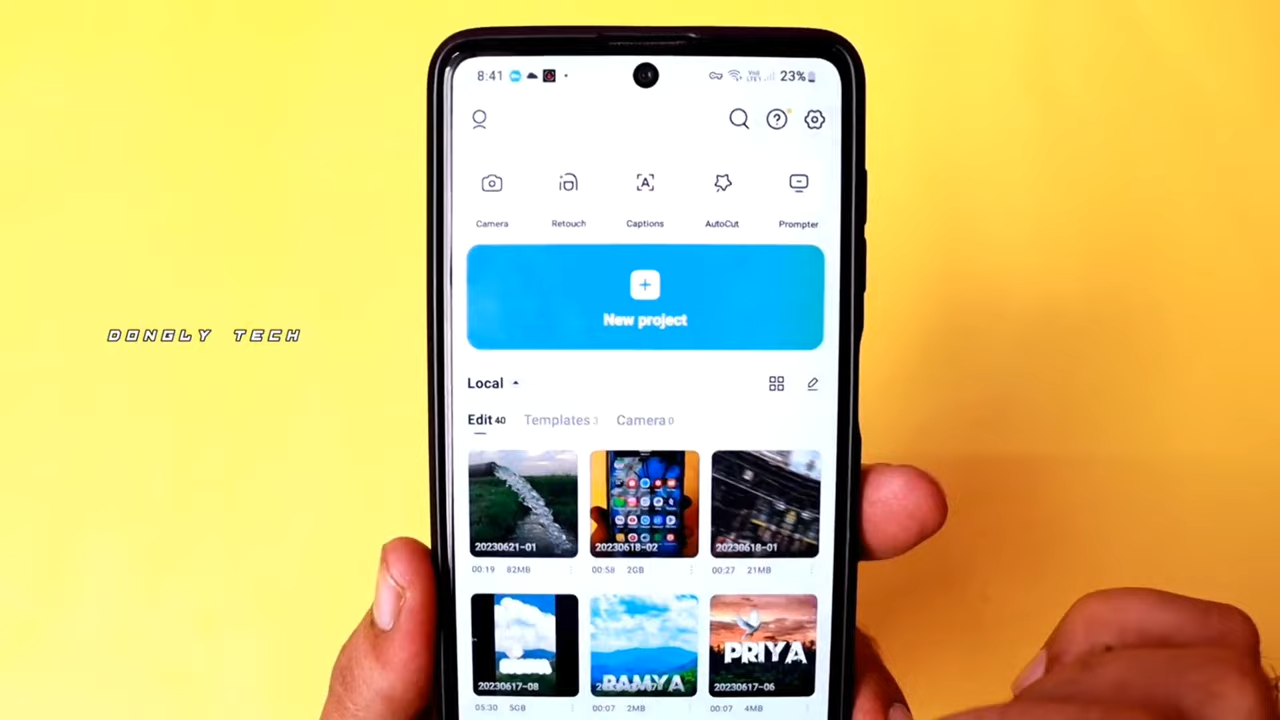 8:41 23%
Camera Retouch Captions AutoCut Prompter
New project
DONGLY TECH
Local
Edit 40 Templates 3 Camera 0
20230621-01 20230618-02 20230618-01
00:19 82MB 00:58 2GB 00:27 21MB
PRIYA
RAMYA
20230617-08 20230617-06
05:30 5GB 00:07 2MB 00:07 4MB